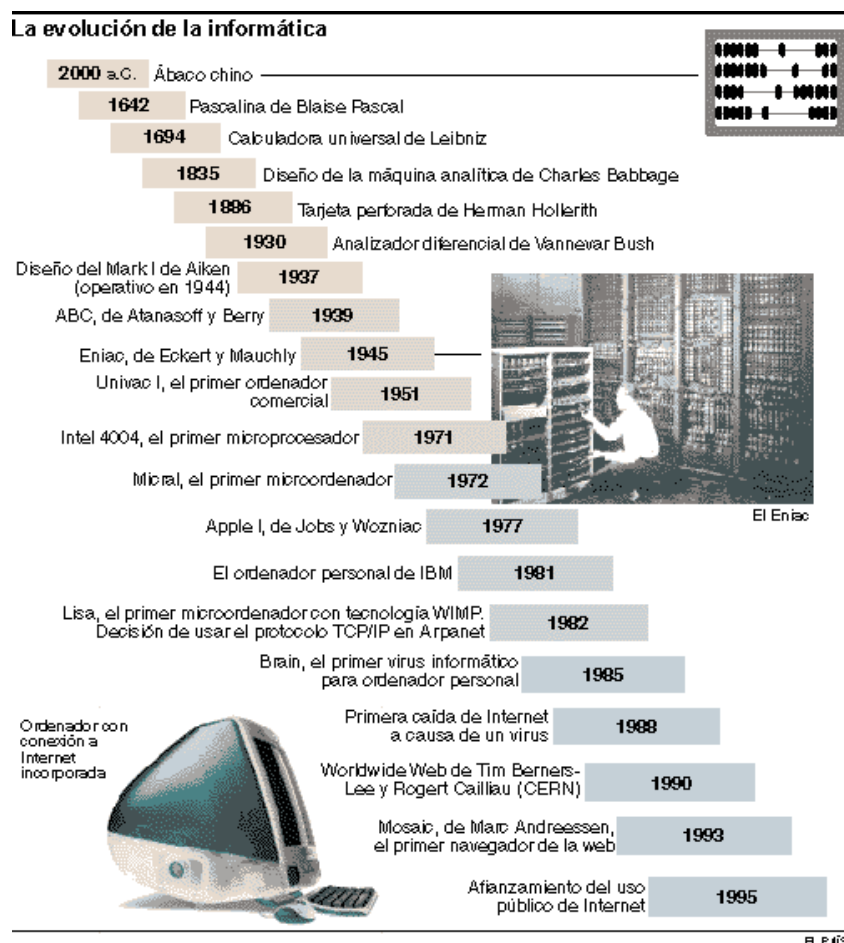 La evolución de la informática
2000 a.C. Ábaco chino
1642 Pascalina de Blaise Pascal
1694 Calculadora universal de Leibniz
1835 Diseño de la máquina analítica de Charles Babbage
1886 Tarjeta perforada de Herman Hollerith
1930 Analizador diferencial de Vannevar Bush
Diseño del Mark I de Aiken
(operativo en 1944)
1937
ABC, de Atanasoff y Berry 1939
Eniac, de Eckert y Mauchly 1945
Univac I, el primer ordenador
comercial
1951
Intel 4004, el primer microprocesador 1971
Micral, el primer microordenador 1972
El Eniac
Apple I, de Jobs y Wozniac 1977
El ordenador personal de IBM 1981
Lisa, el primer microordenador con tecnología WIMP.
Decisión de usar el protocolo TCP/IP en Arpanet
1982
Brain, el primer virus informático
para ordenador personal
1985
Primera caída de Internet
a causa de un virus
1988
Ordenador con
conexión a
Internet
incorporada
Worldwide Web de Tim Berners-
Lee y Rogert Cailliau (CERN)
1990
Mosaic, de Marc Andreessen,
el primer navegador de la web
1993
Afianzamiento del uso
público de Internet
1995
EL PAÍS